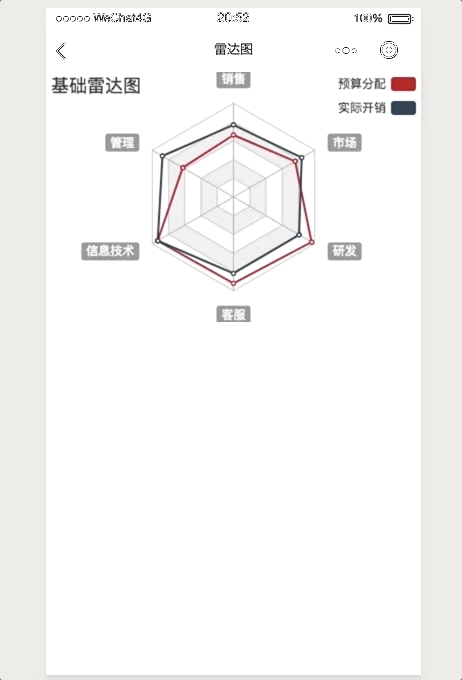 WeChat4G 20:52 100%
雷达图
基础雷达图
预算分配
实际开销
销售
管理
市场
信息技术
研发
客服